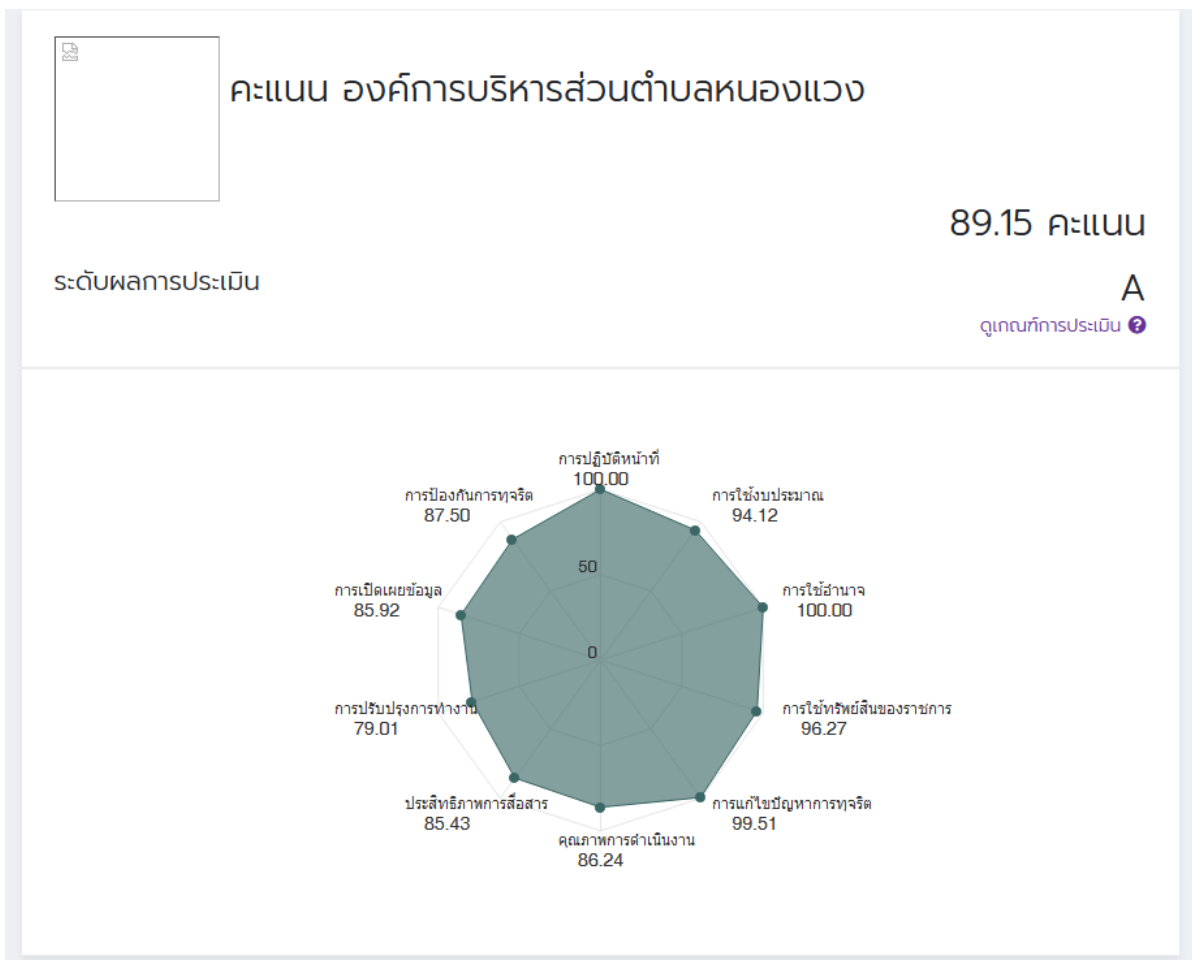 คะแนน องค์การบริหารส่วนตำบลหนองแวง
89.15 คะแนน
ระดับผลการประเมิน
A
ดูเกณฑ์การประเมิน
การปฏิบัติหน้าที่
100.00
การใช้งบประมาณ
94.12
การใช้อำนาจ
100.00
การใช้ทรัพย์สินของราชการ
96.27
การแก้ไขปัญหาการทุจริต
99.51
คุณภาพการดำเนินงาน
86.24
ประสิทธิภาพการสื่อสาร
85.43
การปรับปรุงการทำงาน
79.01
การเปิดเผยข้อมูล
85.92
การป้องกันการทุจริต
87.50
50
0